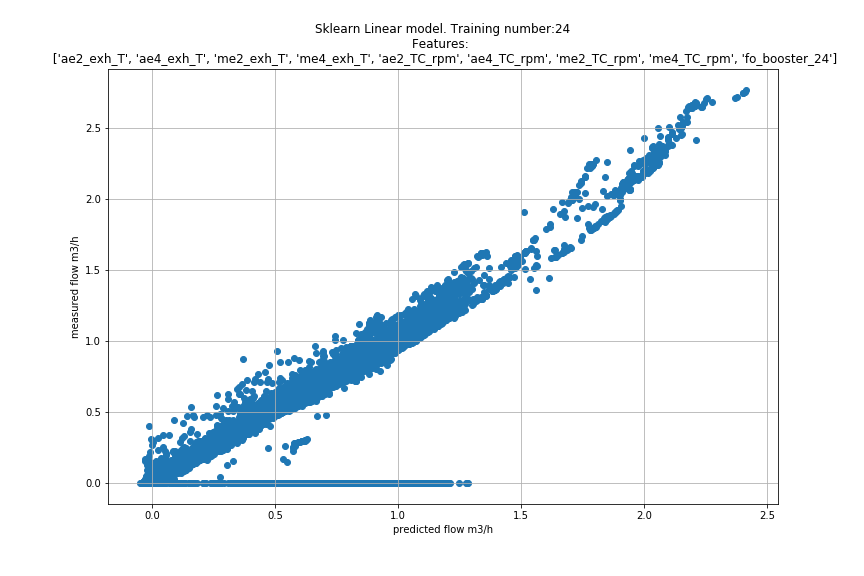 Sklearn Linear model. Training number:24
Features:
['ae2_exh_T', 'ae4_exh_T', 'me2_exh_T', 'me4_exh_T', 'ae2_TC_rpm', 'ae4_TC_rpm', 'me2_TC_rpm', 'me4_TC_rpm', 'fo_booster_24']
measured flow m3/h
2.5
2.0
1.5
1.0
0.5
0.0
0.0 0.5 1.0 1.5 2.0 2.5
predicted flow m3/h